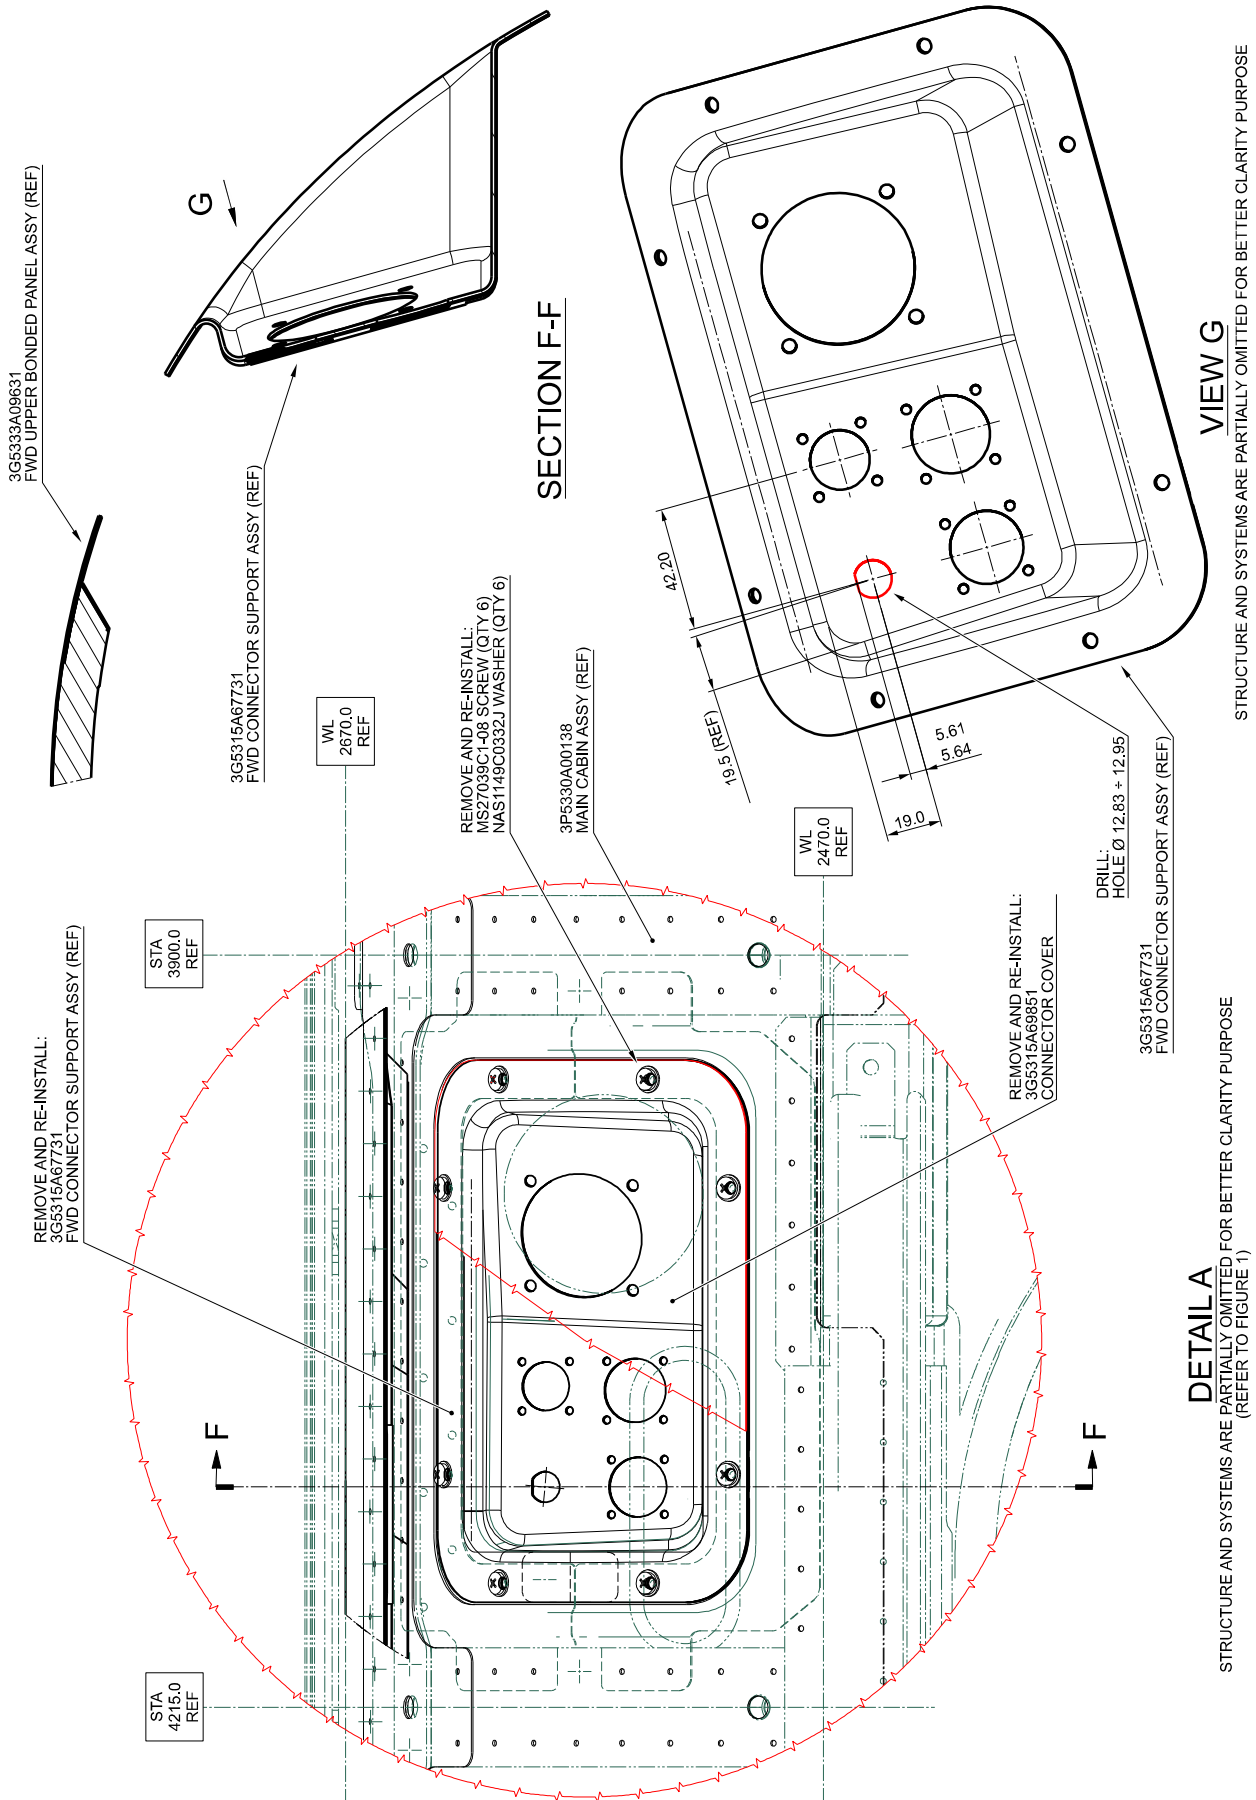 REMOVE AND RE-INSTALL:
3G5315A67731
FWD CONNECTOR SUPPORT ASSY (REF)
STA
3900.0
REF
STA
4215.0
REF
F
F
WL
2670.0
REF
WL
2470.0
REF
REMOVE AND RE-INSTALL:
MS27039C1-08 SCREW (QTY 6)
NAS1149C0332J WASHER (QTY 6)
3P5330A00138
MAIN CABIN ASSY (REF)
REMOVE AND RE-INSTALL:
3G5315A69851
CONNECTOR COVER
DETAIL A
STRUCTURE AND SYSTEMS ARE PARTIALLY OMITTED FOR BETTER CLARITY PURPOSE
(REFER TO FIGURE 1)
3G5333A09631
FWD UPPER BONDED PANEL ASSY (REF)
G
3G5315A67731
FWD CONNECTOR SUPPORT ASSY (REF)
SECTION F-F
42.20
19.5 (REF)
5.61
5.64
19.0
DRILL:
HOLE Ø 12.83 ÷ 12.95
3G5315A67731
FWD CONNECTOR SUPPORT ASSY (REF)
VIEW G
STRUCTURE AND SYSTEMS ARE PARTIALLY OMITTED FOR BETTER CLARITY PURPOSE